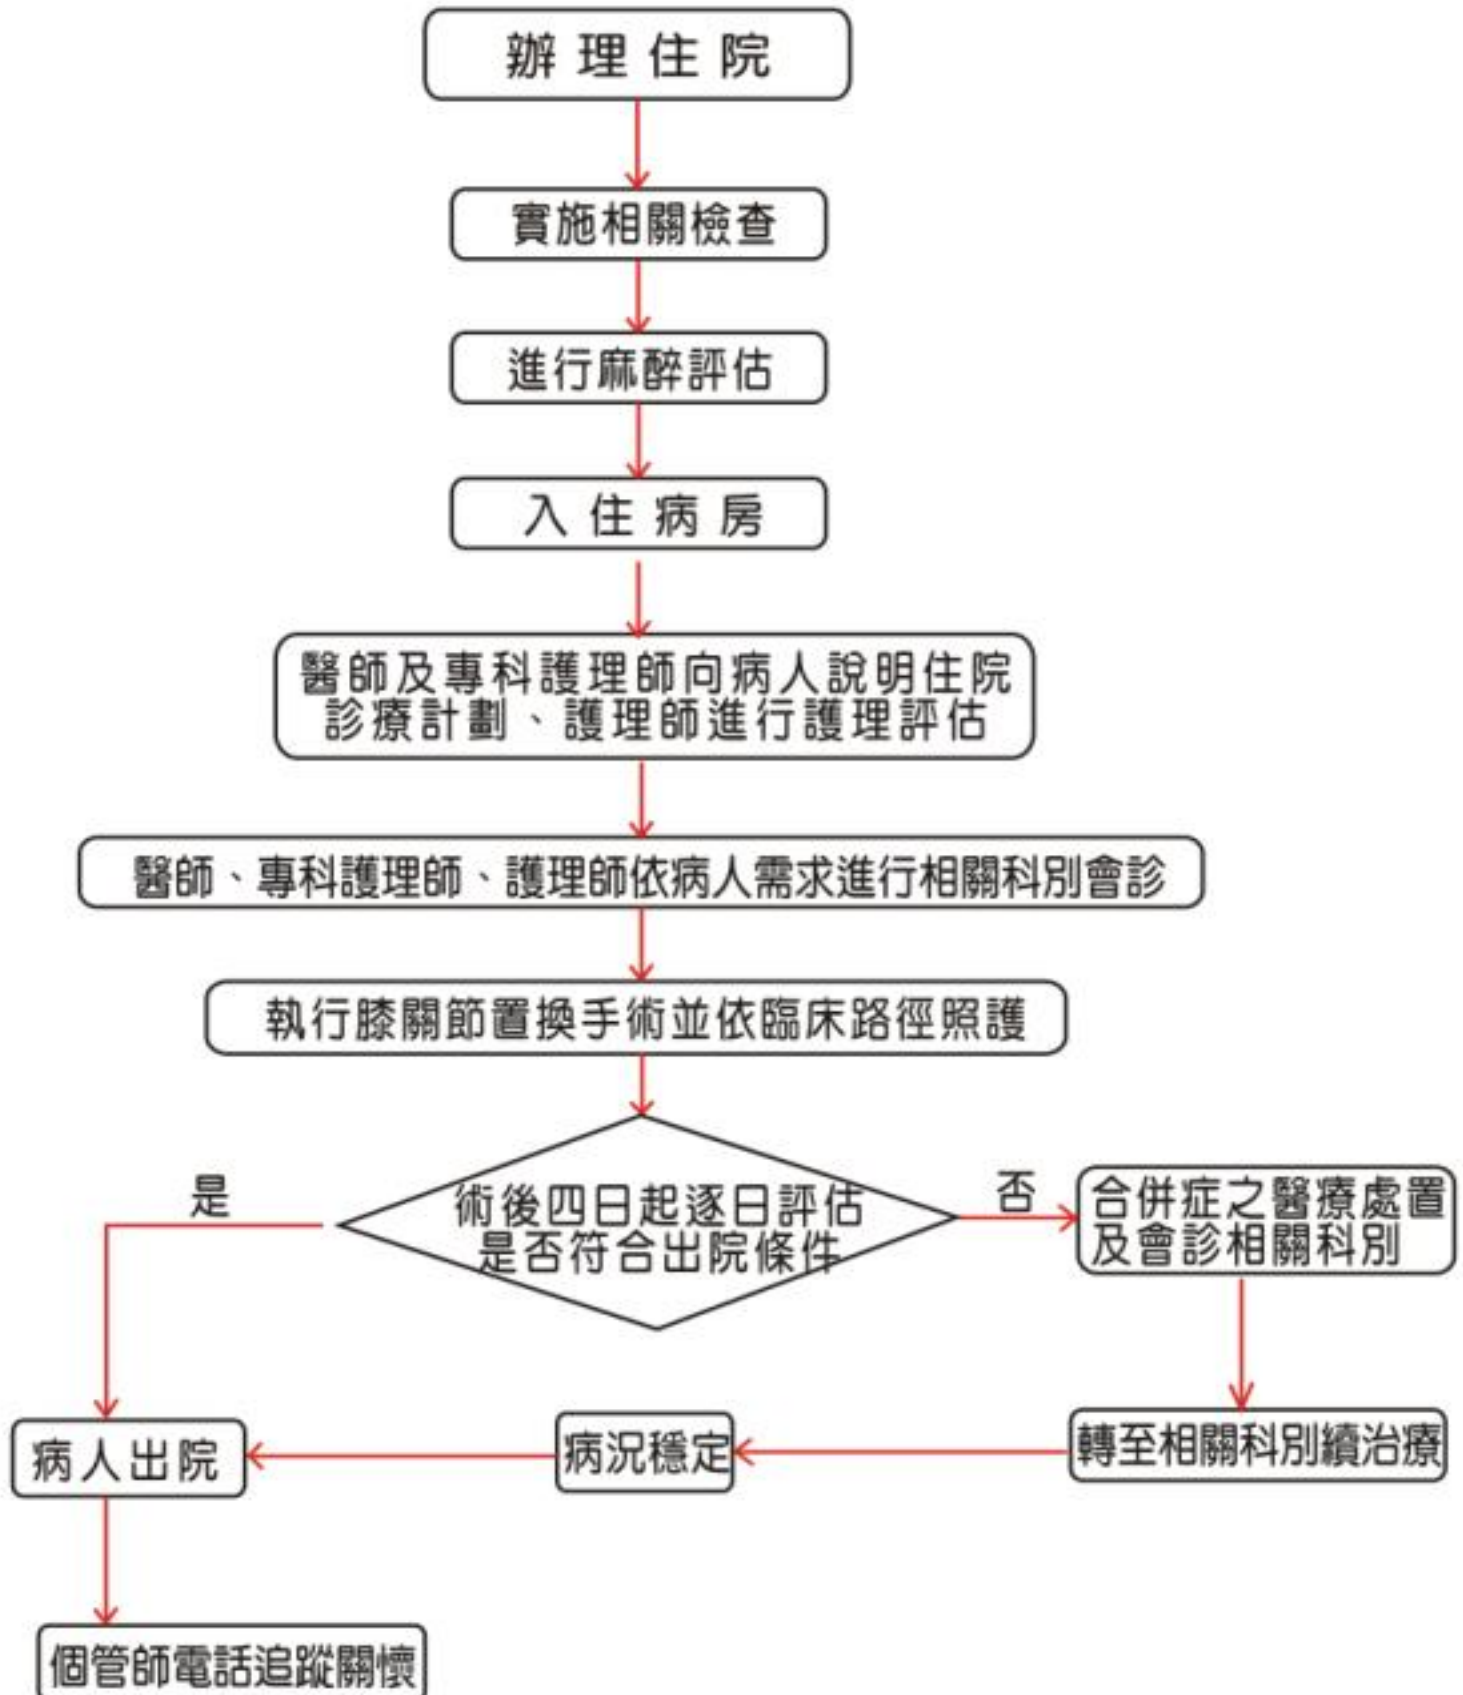 辦理住院
實施相關檢查
進行麻醉評估
入住病房
醫師及專科護理師向病人說明住院
診療計劃、護理師進行護理評估
醫師、專科護理師、護理師依病人需求進行相關科別會診
執行膝關節置換手術並依臨床路徑照護
術後四日起逐日評估
是否符合出院條件
是
否
合併症之醫療處置
及會診相關科別
轉至相關科別續治療
病況穩定
病人出院
個管師電話追蹤關懷